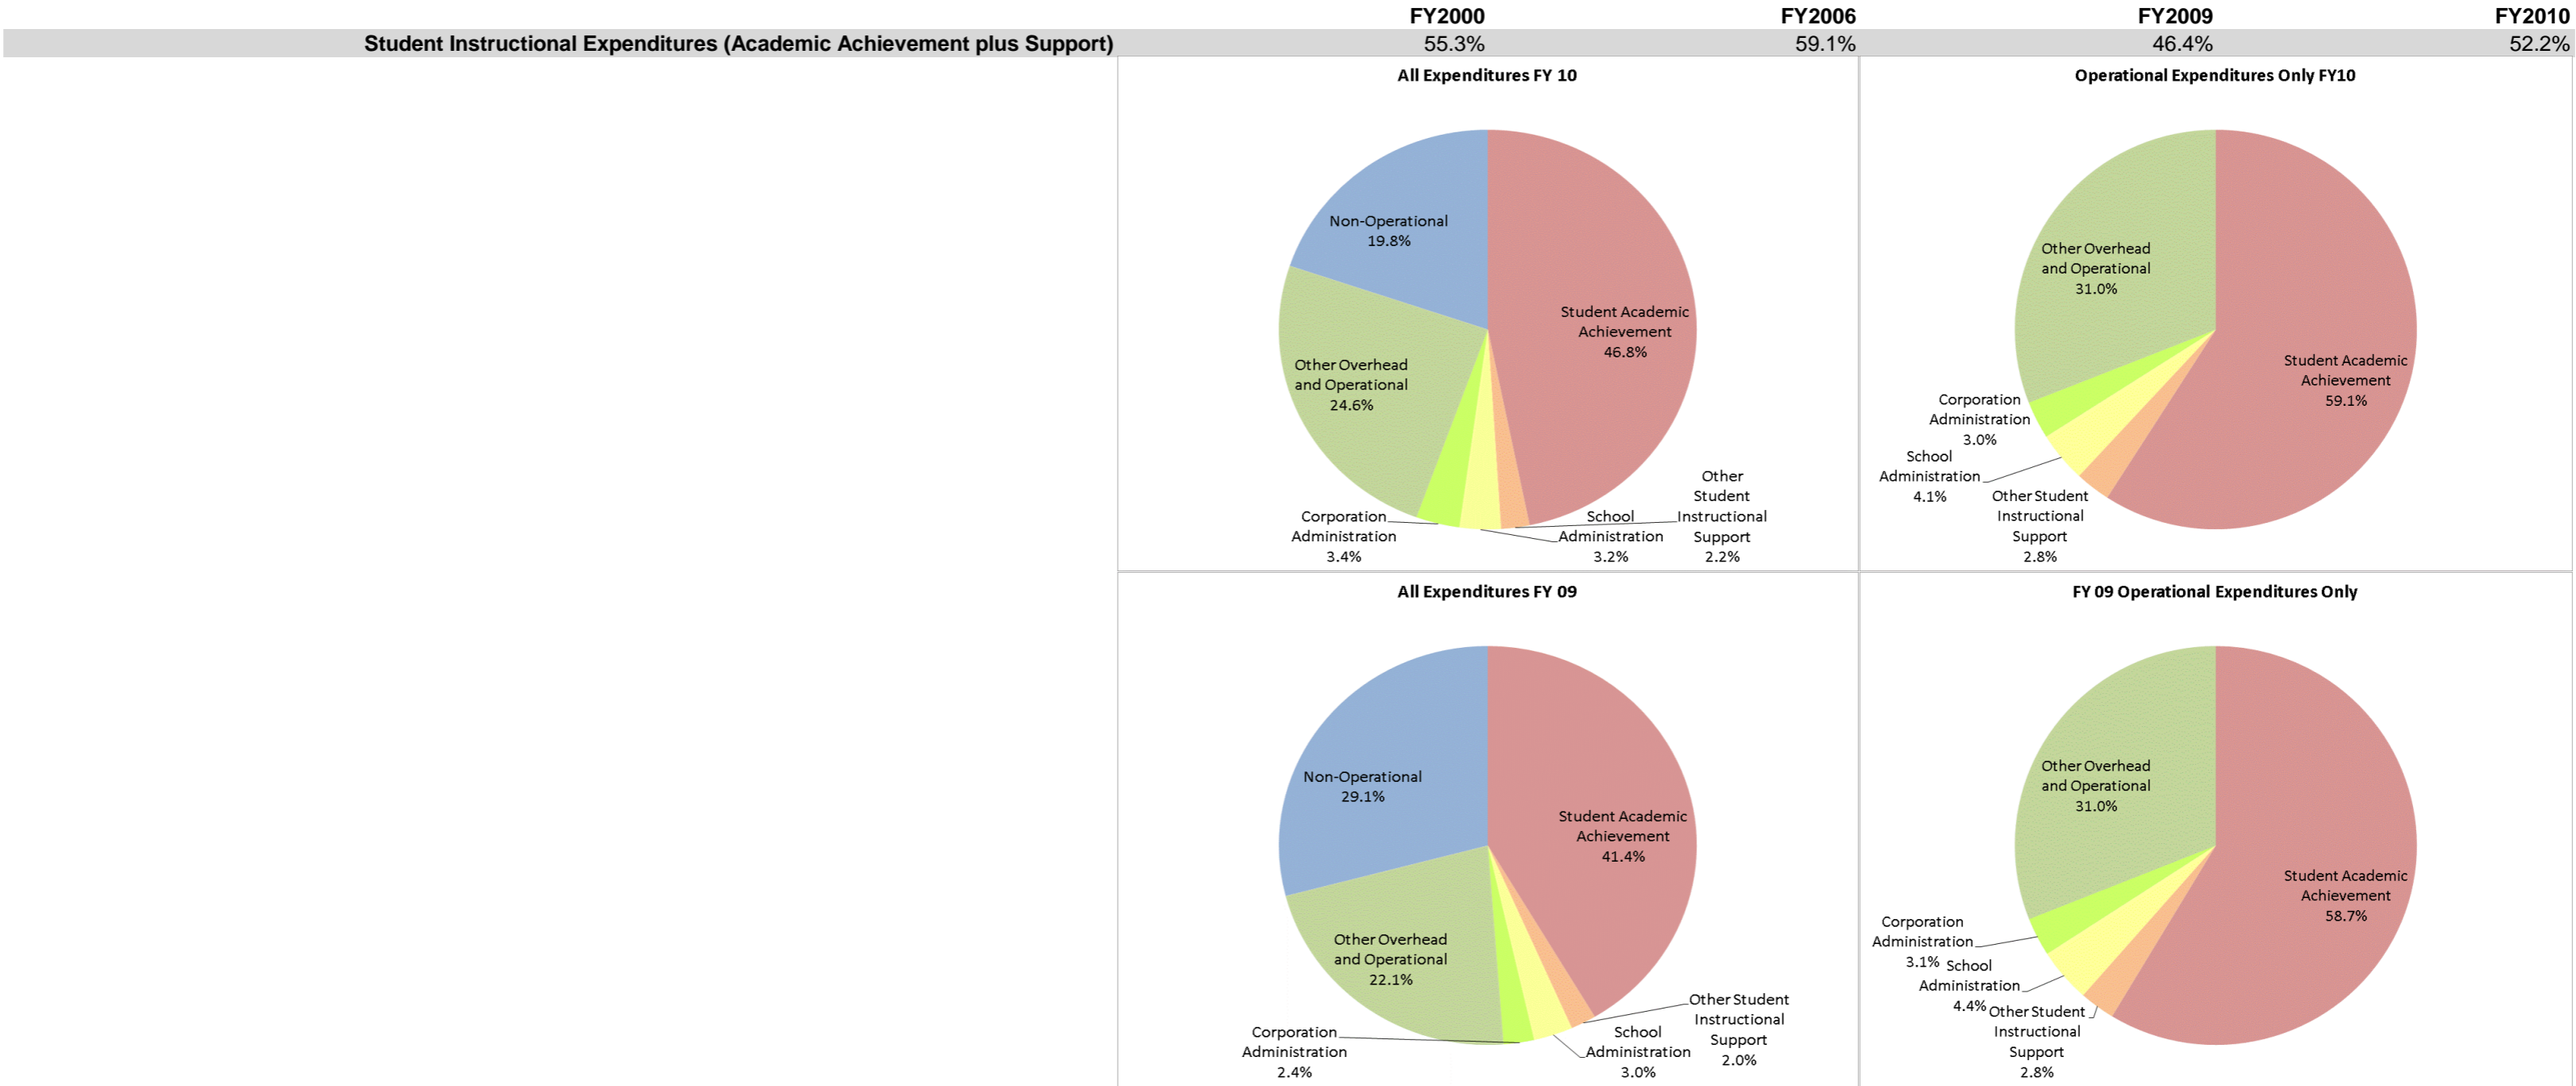 FY2000 FY2006 FY2009 FY2010
Student Instructional Expenditures (Academic Achievement plus Support) 55.3% 59.1% 46.4% 52.2%
All Expenditures FY 10
Non-Operational
19.8%
Student Academic
Achievement
46.8%
Other Overhead
and Operational
24.6%
Corporation
Administration
3.4%
School
Administration
3.2%
Other
Student
Instructional
Support
2.2%
Operational Expenditures Only FY10
Other Overhead
and Operational
31.0%
Student Academic
Achievement
59.1%
Corporation
Administration
3.0%
School
Administration
4.1%
Other Student
Instructional
Support
2.8%
All Expenditures FY 09
Non-Operational
29.1%
Student Academic
Achievement
41.4%
Other Overhead
and Operational
22.1%
Corporation
Administration
2.4%
School
Administration
3.0%
Other Student
Instructional
Support
2.0%
FY 09 Operational Expenditures Only
Other Overhead
and Operational
31.0%
Student Academic
Achievement
58.7%
Corporation
Administration
3.1%
School
Administration
4.4%
Other Student
Instructional
Support
2.8%